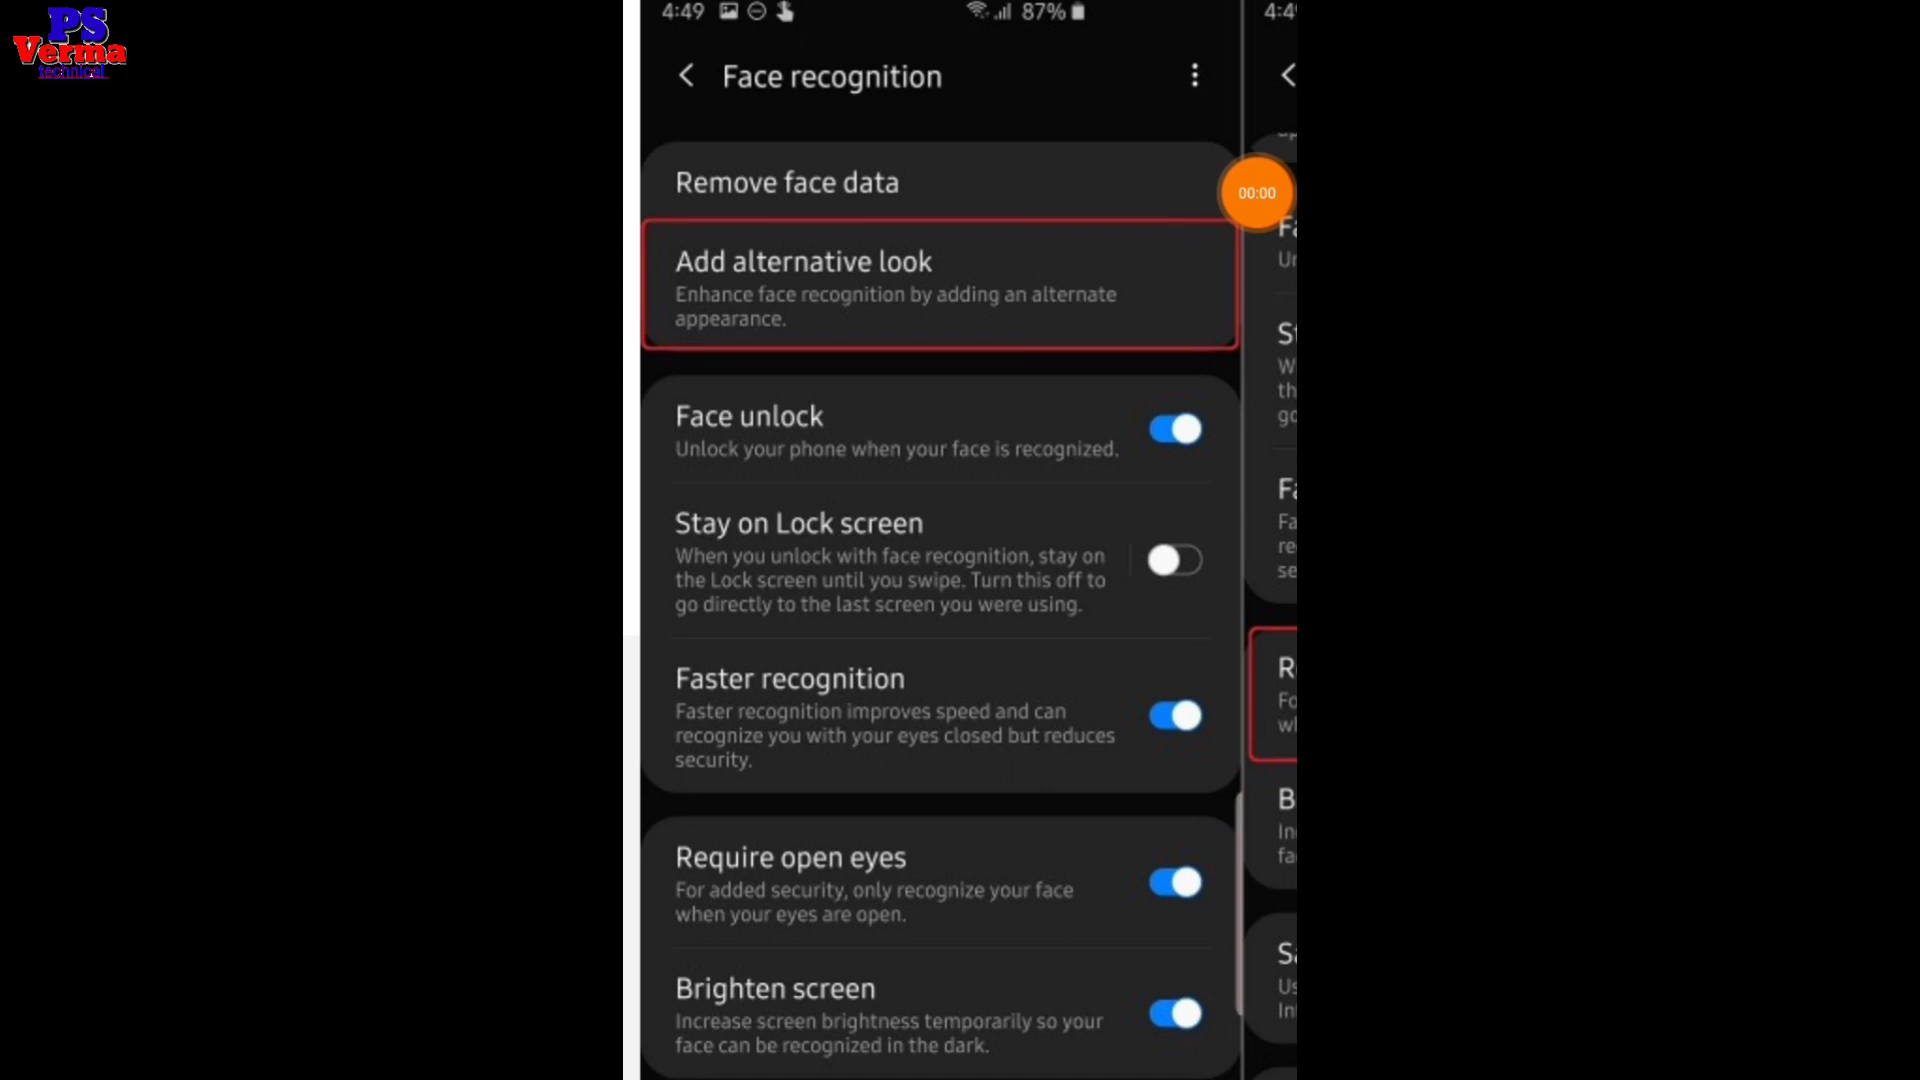 PS
Verma
technical
4:49 87%
Face recognition
Remove face data
Add alternative look
Enhance face recognition by adding an alternate
appearance.
Face unlock
Unlock your phone when your face is recognized.
Stay on Lock screen
When you unlock with face recognition, stay on
the Lock screen until you swipe. Turn this off to
go directly to the last screen you were using.
Faster recognition
Faster recognition improves speed and can
recognize you with your eyes closed but reduces
security.
Require open eyes
For added security, only recognize your face
when your eyes are open.
Brighten screen
Increase screen brightness temporarily so your
face can be recognized in the dark.
00:00